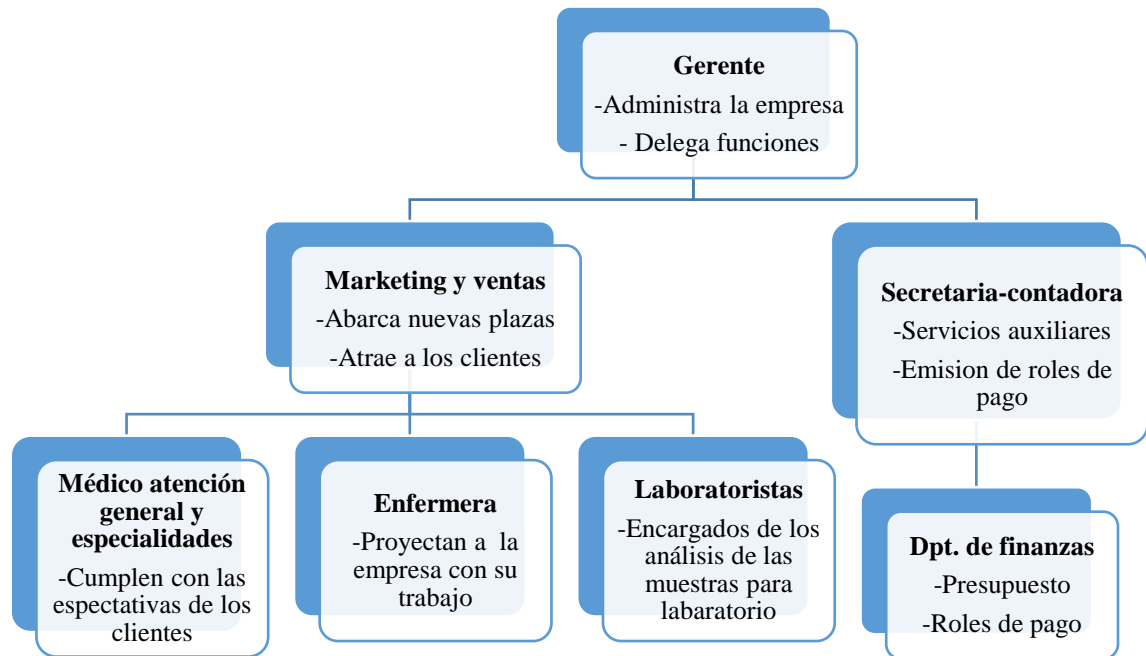 Gerente
-Administra la empresa
- Delega funciones
Marketing y ventas
-Abarca nuevas plazas
-Atrae a los clientes
Secretaria-contadora
-Servicios auxiliares
-Emision de roles de
pago
Médico atención
general y
especialidades
-Cumplen con las
espectativas de los
clientes
Enfermera
-Proyectan a la
empresa con su
trabajo
Laboratoristas
-Encargados de los
análisis de las
muestras para
labaratorio
Dpt. de finanzas
-Presupuesto
-Roles de pago